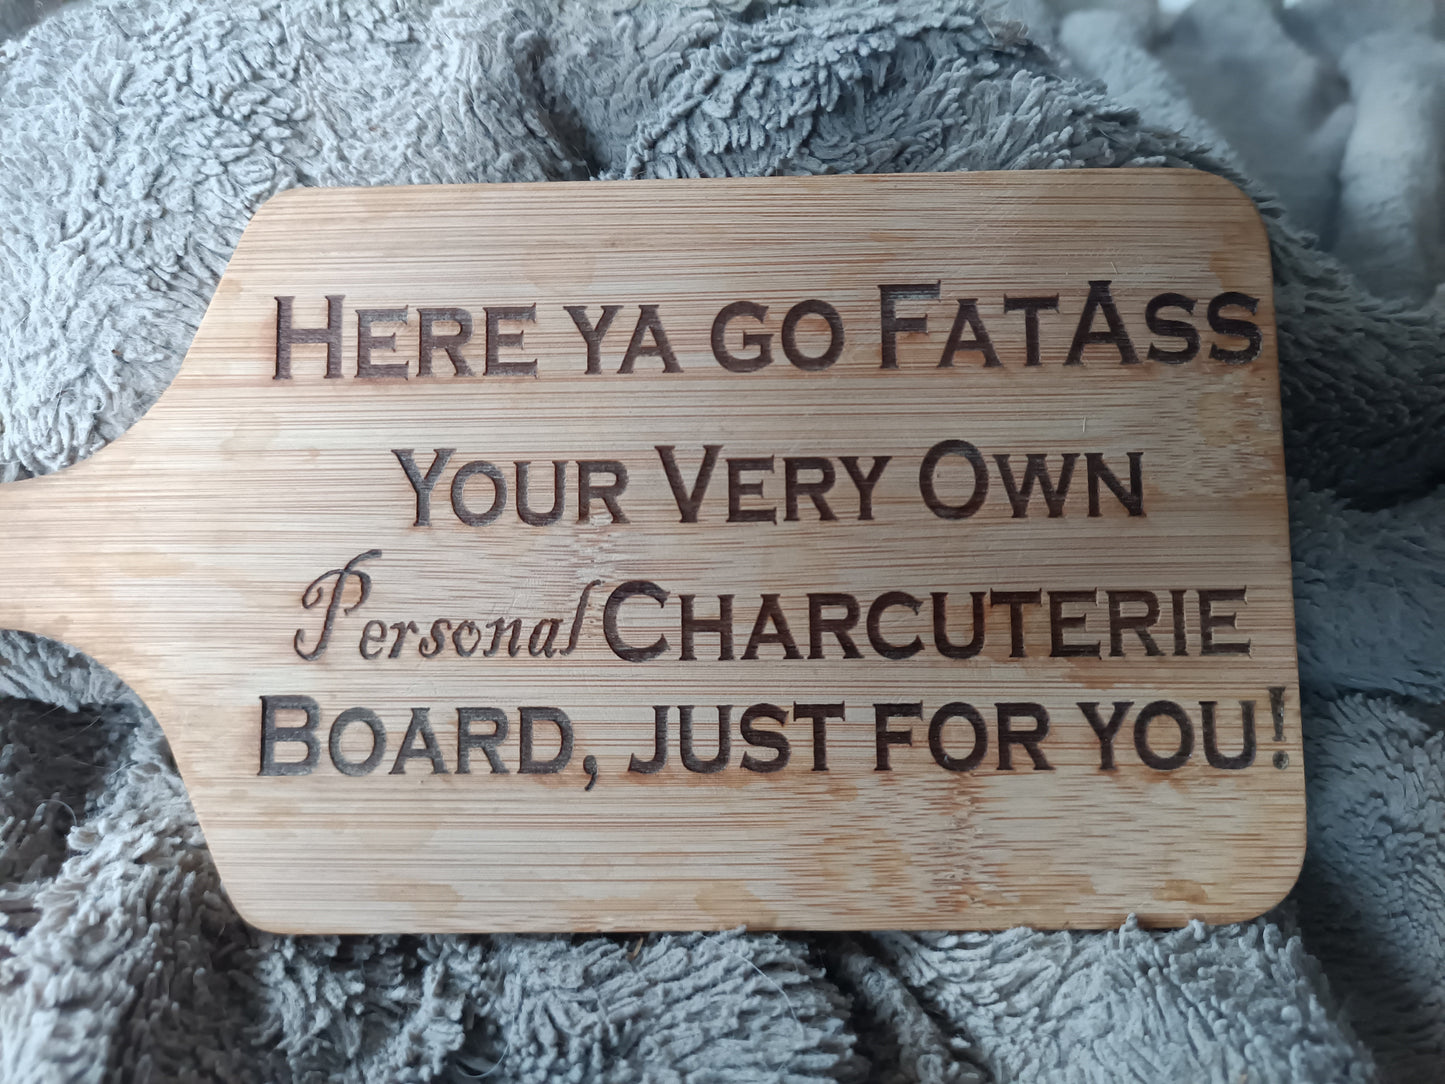 HERE YA GO FATASS
YOUR VERY OWN
Personal CHARCUTERIE
BOARD, JUST FOR YOU!